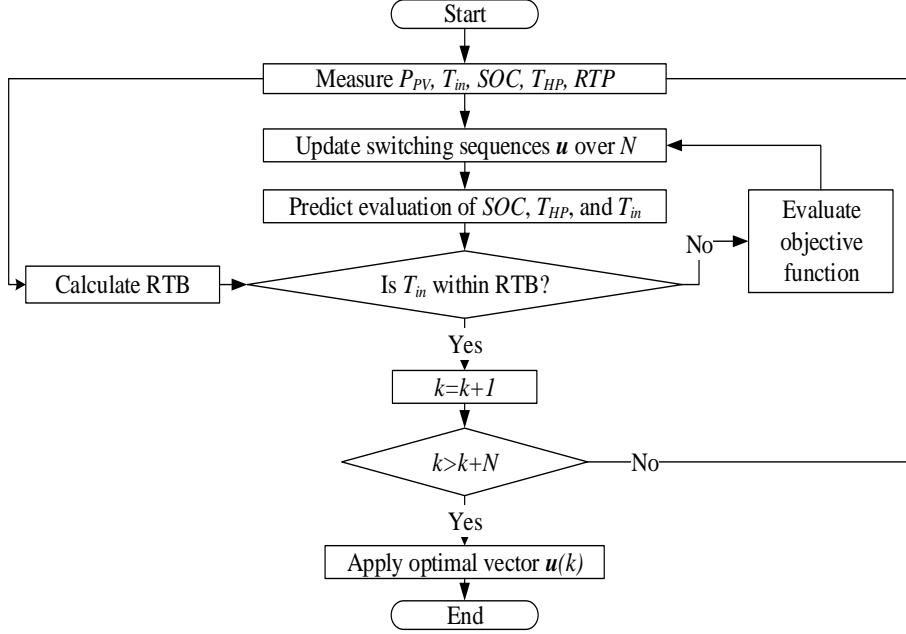 Start
Measure P_PV, T_in, SOC, T_HP, RTP
Update switching sequences u over N
Predict evaluation of SOC, T_HP, and T_in
Evaluate
objective
function
No
Calculate RTB
Is T_in within RTB?
Yes
k=k+1
k>k+N
No
Yes
Apply optimal vector u(k)
End